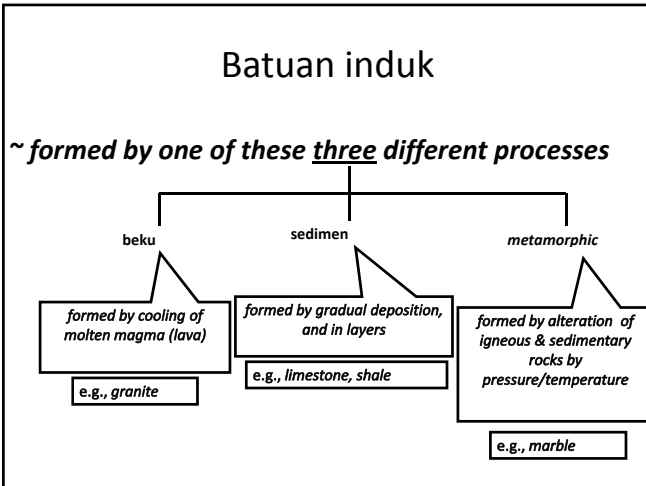 Batuan induk
~ formed by one of these three different processes
beku
sedimen
metamorphic
formed by cooling of
molten magma (lava)
e.g., granite
formed by gradual deposition,
and in layers
e.g., limestone, shale
formed by alteration of
igneous & sedimentary
rocks by
pressure/temperature
e.g., marble